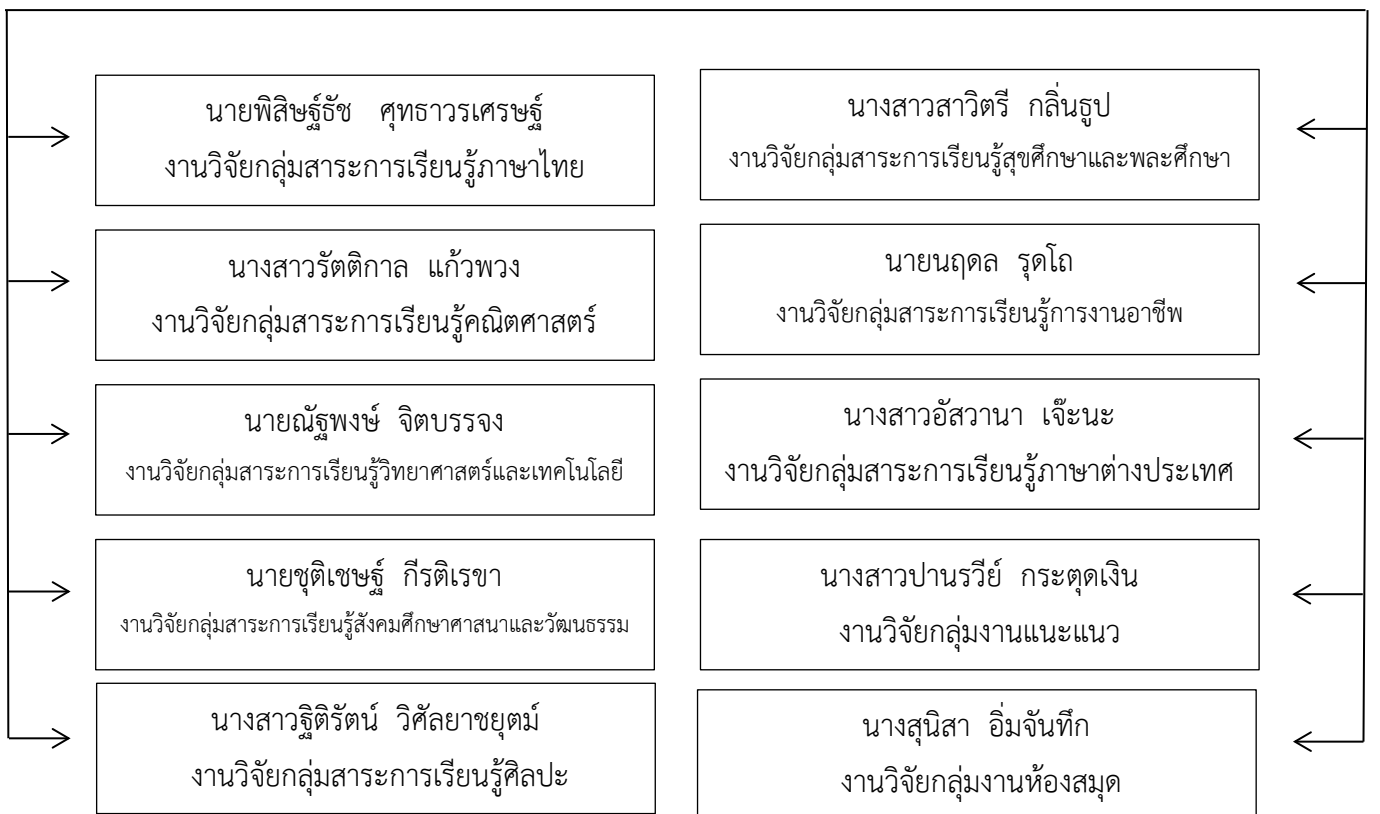 นายพิสิษฐ์ธัช ศุทธาวรเศรษฐ์
งานวิจัยกลุ่มสาระการเรียนรู้ภาษาไทย
นางสาวรัตติกาล แก้วพวง
งานวิจัยกลุ่มสาระการเรียนรู้คณิตศาสตร์
นายณัฐพงษ์ จิตบรรจง
งานวิจัยกลุ่มสาระการเรียนรู้วิทยาศาสตร์และเทคโนโลยี
นายชุติเชษฐ์ กีรติเรขา
งานวิจัยกลุ่มสาระการเรียนรู้สังคมศึกษาศาสนาและวัฒนธรรม
นางสาวฐิติรัตน์ วิศัลยาชยุตม์
งานวิจัยกลุ่มสาระการเรียนรู้ศิลปะ
นางสาวสาวิตรี กลิ่นธูป
งานวิจัยกลุ่มสาระการเรียนรู้สุขศึกษาและพละศึกษา
นายนฤดล รุดโถ
งานวิจัยกลุ่มสาระการเรียนรู้การงานอาชีพ
นางสาวอัสวานา เจ๊ะนะ
งานวิจัยกลุ่มสาระการเรียนรู้ภาษาต่างประเทศ
นางสาวปานรวีย์ กระตุดเงิน
งานวิจัยกลุ่มงานแนะแนว
นางสุนิสา อิ่มจันทึก
งานวิจัยกลุ่มงานห้องสมุด